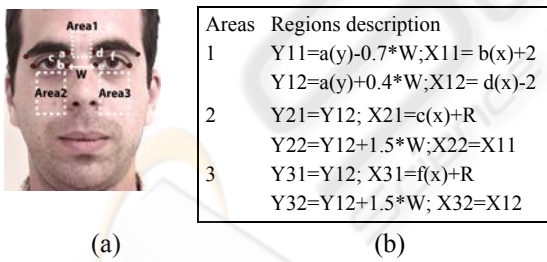 Area1
a d
c b W e f
Area2 Area3
(a)
Areas Regions description
1 Y11=a(y)-0.7*W;X11= b(x)+2
Y12=a(y)+0.4*W;X12= d(x)-2
2 Y21=Y12; X21=c(x)+R
Y22=Y12+1.5*W;X22=X11
3 Y31=Y12; X31=f(x)+R
Y32=Y12+1.5*W; X32=X12
(b)